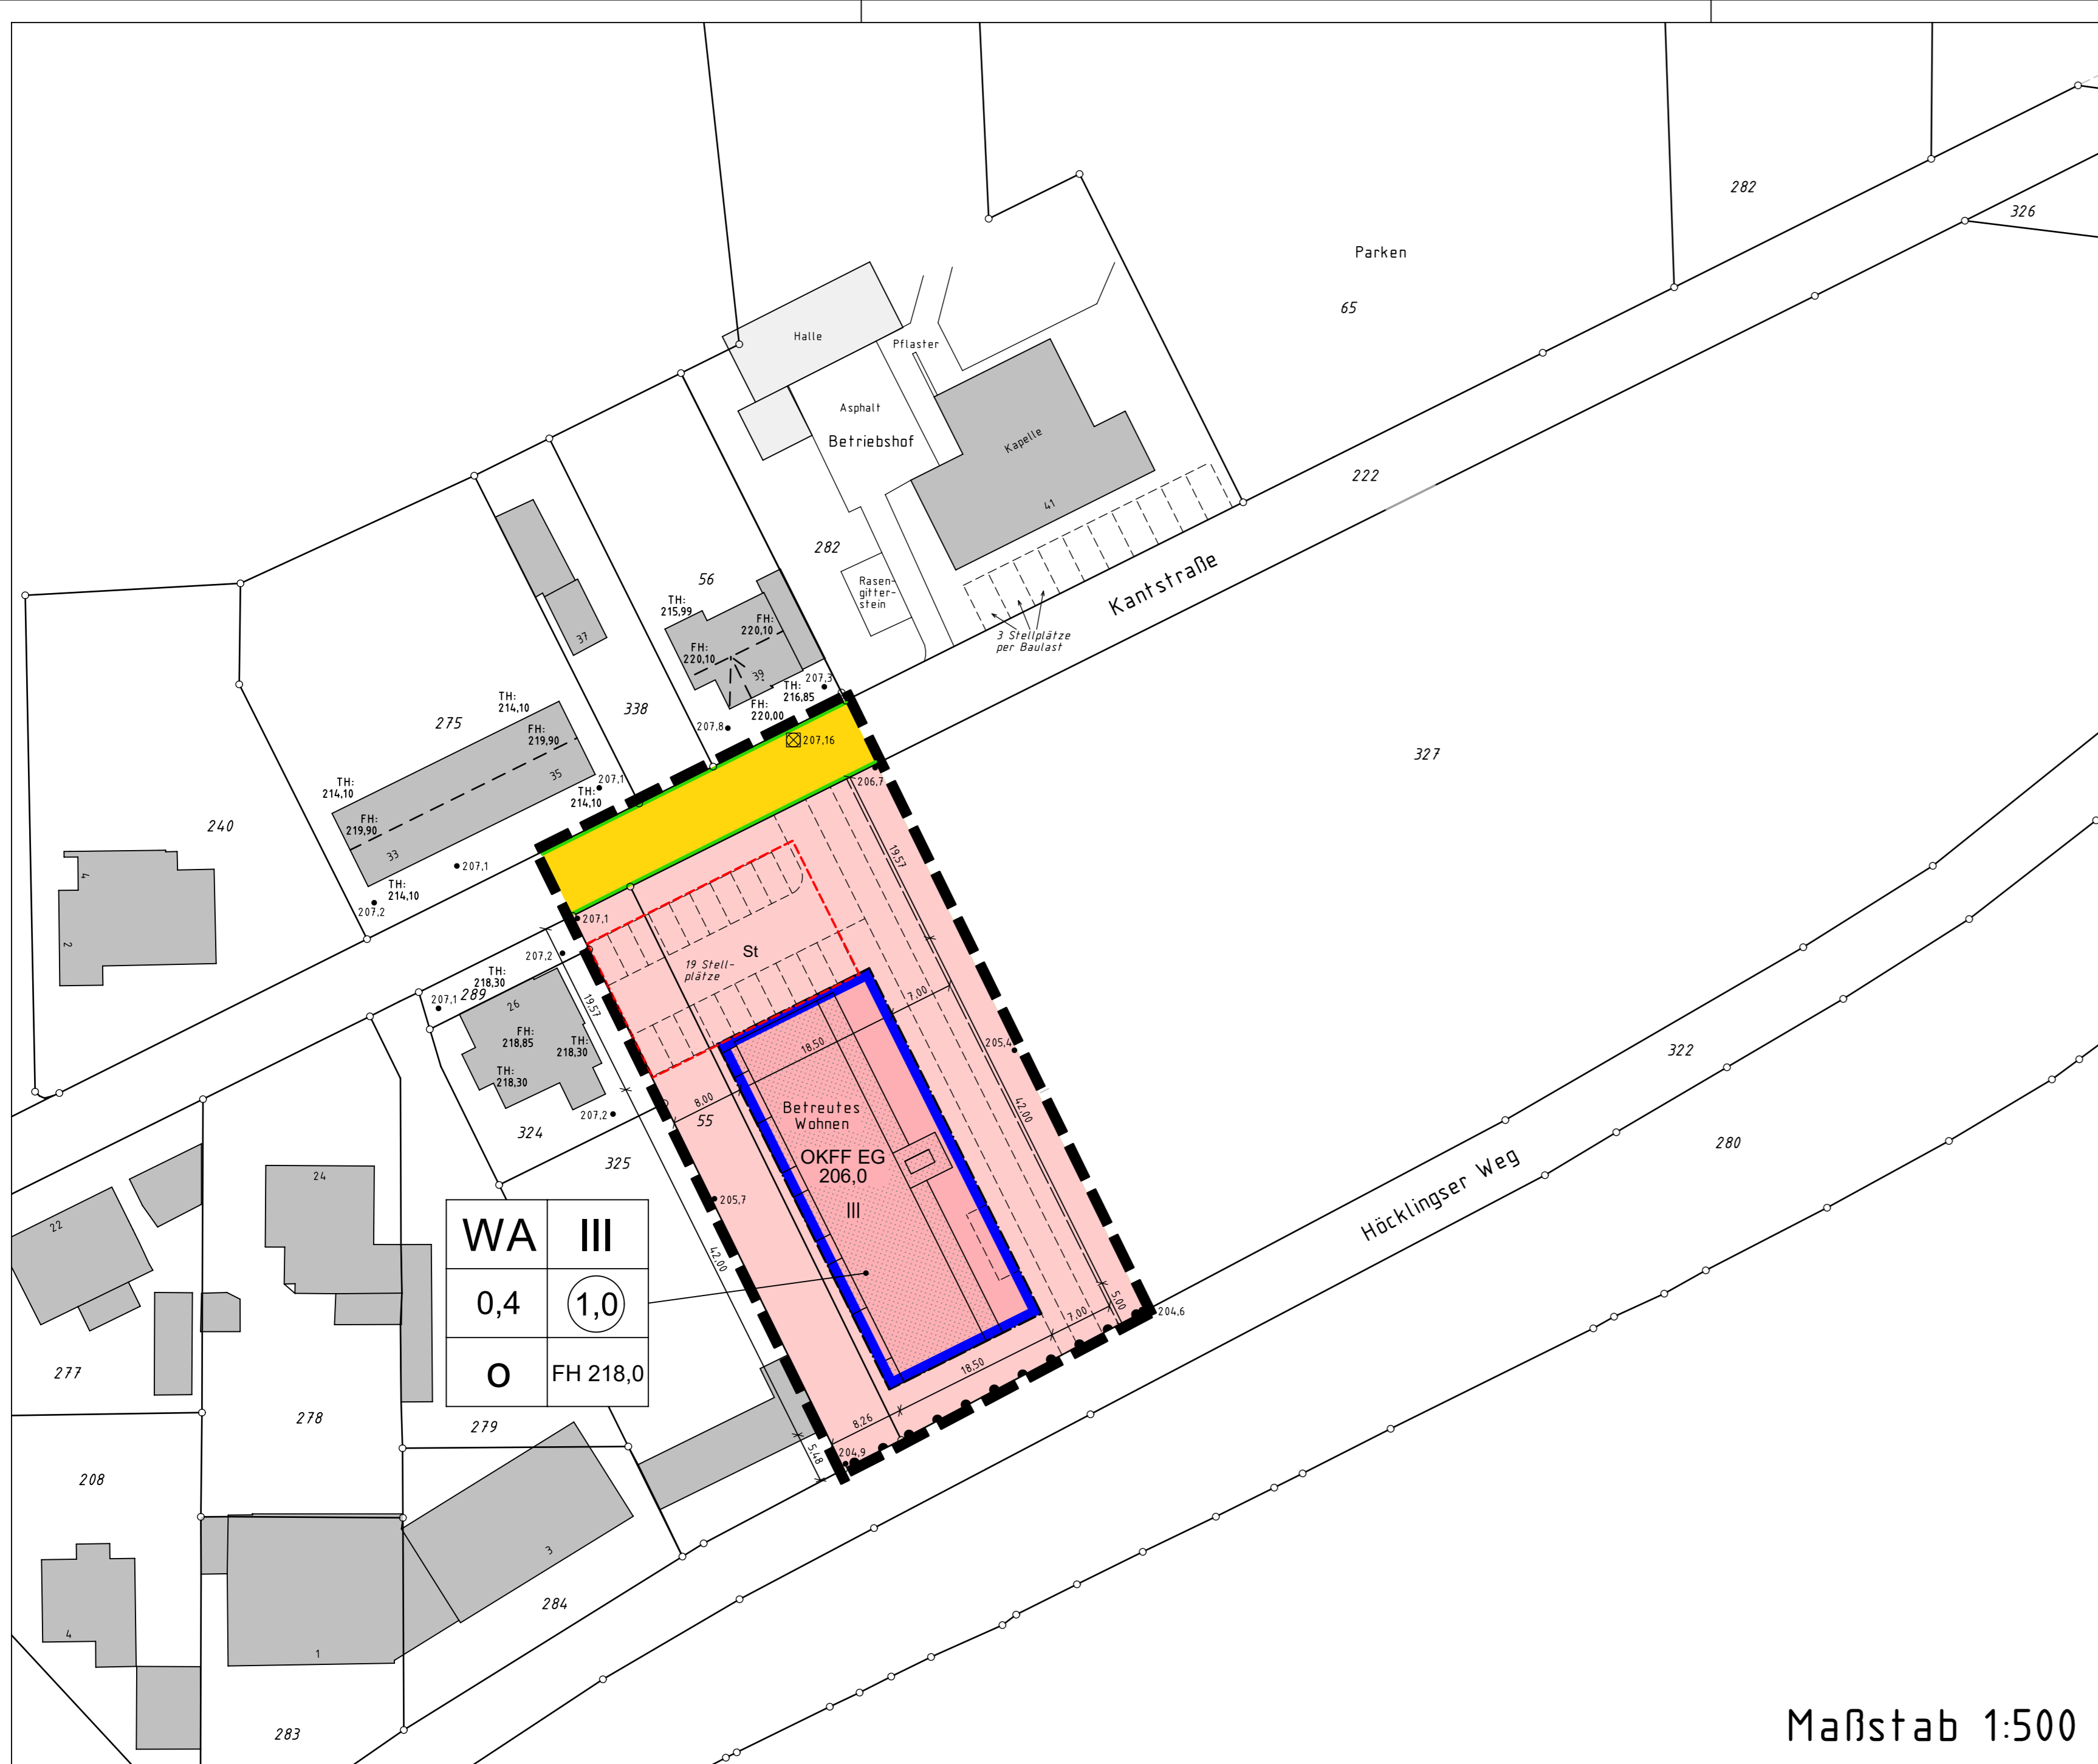 282
326
Parken
65
Halle
Pflaster
Asphalt
Betriebshof
Kapelle
41
222
282
Kantstraße
Rasen-
gitter-
stein
3 Stellplätze
per Baulast
56
TH:
215,99
FH:
220,10
FH:
220,10
39
207,3
TH:
216,85
FH:
220,00
207,8
207,16
37
338
275
TH:
214,10
FH:
219,90
35
207,1
TH:
214,10
TH:
214,10
FH:
219,90
33
207,1
TH:
214,10
207,2
240
4
2
327
206,7
19,57
207,1
St
19 Stell-
plätze
207,2
TH:
218,30
289
207,1
26
FH:
218,85
TH:
218,30
TH:
218,30
19,57
207,2
324
325
7,00
18,50
205,4
8,00
55
42,00
Betreutes
Wohnen
OKFF EG
206,0
III
205,7
42,00
322
280
Höcklingser Weg
WA
III
0,4
1,0
o
FH 218,0
5,00
7,00
204,6
18,50
8,26
204,9
5,48
24
22
277
278
279
208
3
284
4
1
283
Maßstab 1:500